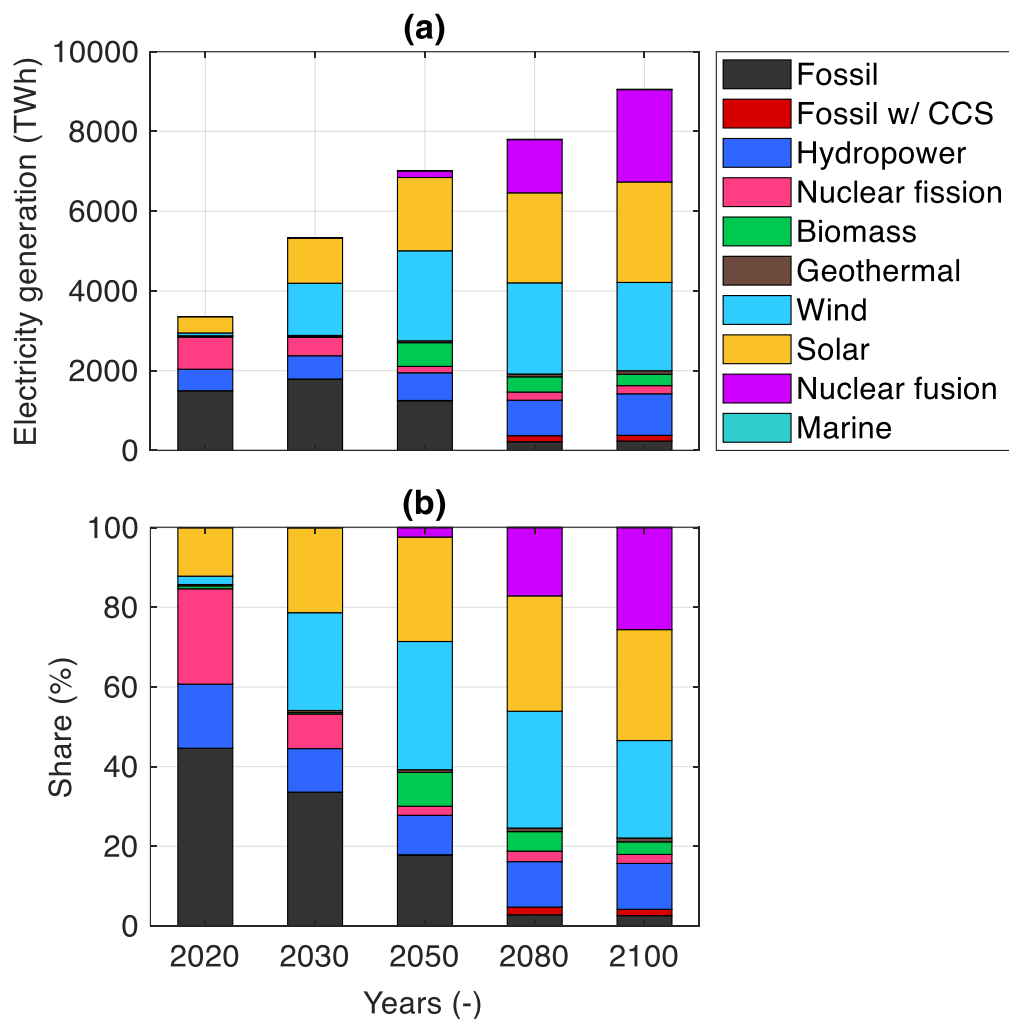 (a)
Electricity generation (TWh)
10000
8000
6000
4000
2000
0
Fossil
Fossil w/ CCS
Hydropower
Nuclear fission
Biomass
Geothermal
Wind
Solar
Nuclear fusion
Marine
(b)
Share (%)
100
80
60
40
20
0
2020 2030 2050 2080 2100
Years (-)